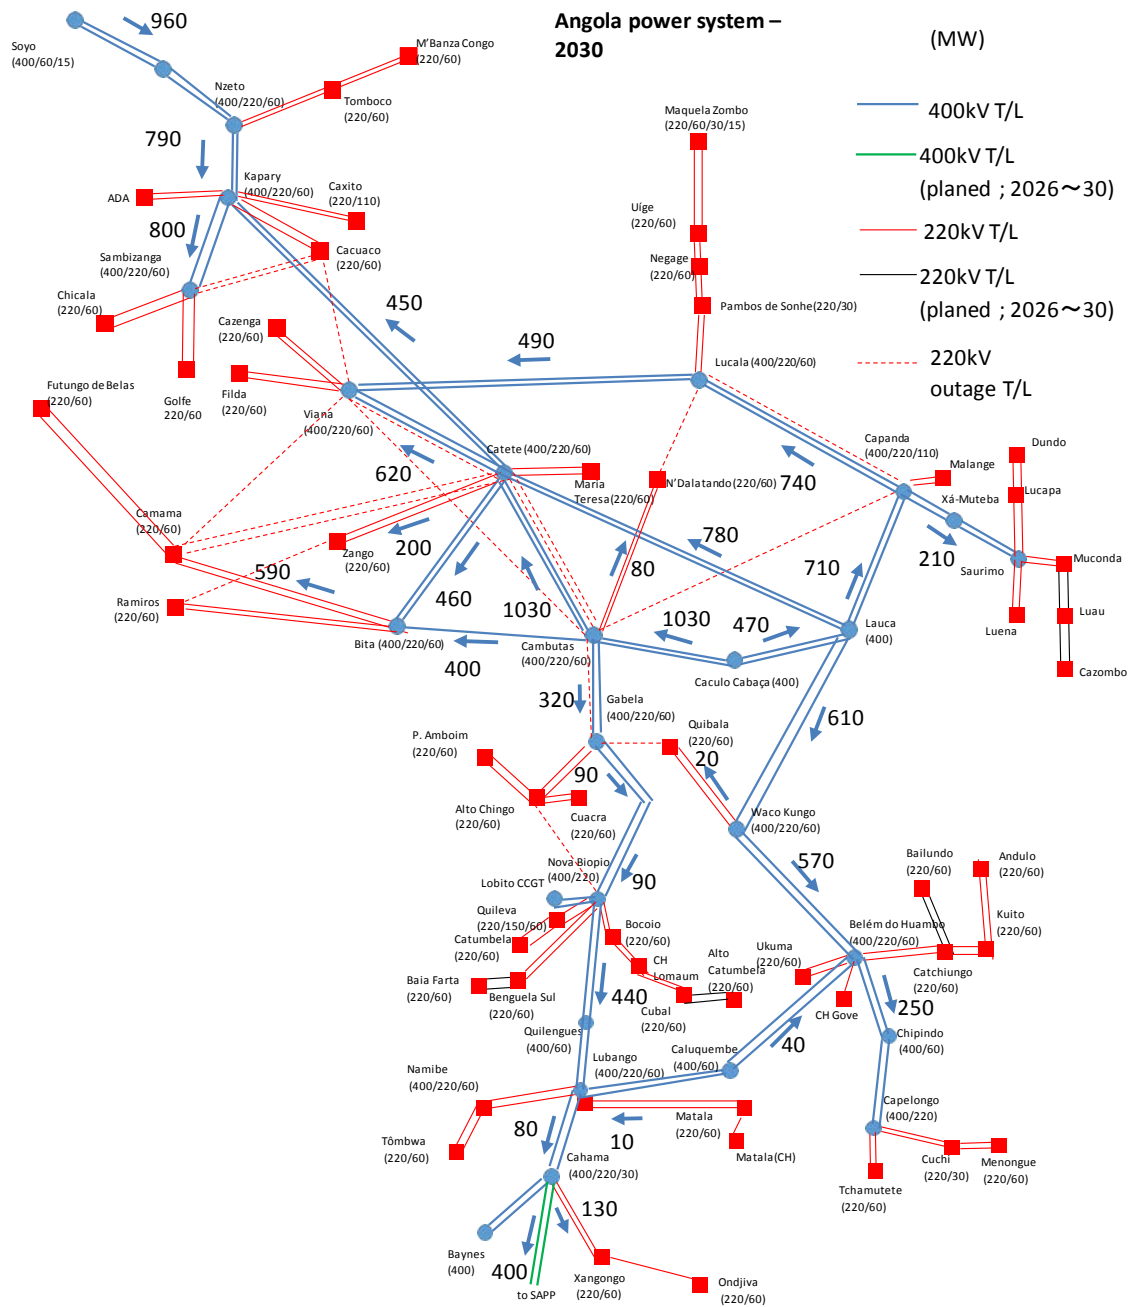 Angola power system –
2030
(MW)
400kV T/L
400kV T/L
(planed ; 2026～30)
220kV T/L
220kV T/L
(planed ; 2026～30)
220kV
outage T/L
960
Soyo
(400/60/15)
M'Banza Congo
(220/60)
Nzeto
(400/220/60)
Tomboco
(220/60)
790
Maquela Zombo
(220/60/30/15)
Kapary
(400/220/60)
Caxito
(220/110)
ADA
800
Uíge
(220/60)
Sambizanga
(400/220/60)
Cacuaco
(220/60)
Negage
(220/60)
Chicala
(220/60)
450
Pambos de Sonhe(220/30)
Cazenga
(220/60)
490
Lucala (400/220/60)
Futungo de Belas
(220/60)
Golfe
220/60
Filda
(220/60)
Viana
(400/220/60)
Catete (400/220/60)
Capanda
(400/220/110)
Dundo
Malange
620
Maria
Teresa(220/60)
N'Dalatando(220/60)
740
Lucapa
Xá-Muteba
Camama
(220/60)
780
Zango
(220/60)
200
210
Muconda
590
80
710
Saurimo
Ramiros
(220/60)
460
1030
1030
470
Luau
Luena
Lauca
(400)
Bita (400/220/60)
Cambutas
(400/220/60)
400
Caculo Cabaça (400)
Cazombo
320
Gabela
(400/220/60)
610
P. Amboim
(220/60)
Quibala
(220/60)
90
20
Alto Chingo
(220/60)
Cuacra
(220/60)
Waco Kungo
(400/220/60)
570
Nova Biopio
(400/220)
90
Bailundo
(220/60)
Andulo
(220/60)
Lobito CCGT
Quileva
(220/150/60)
Catumbela
(220/60)
Bocoio
(220/60)
Belém do Huambo
(400/220/60)
Kuito
(220/60)
CH
Lomaum
Alto
Catumbela
(220/60)
Ukuma
(220/60)
Catchiungo
(220/60)
Baia Farta
(220/60)
Benguela Sul
(220/60)
440
Cubal
(220/60)
CH Gove
250
Quilengues
(400/60)
Chipindo
(400/60)
Caluquembe
(400/60)
40
Lubango
(400/220/60)
Namibe
(400/220/60)
Capelongo
(400/220)
80
10
Matala
(220/60)
Tômbwa
(220/60)
Matala(CH)
Cahama
(400/220/30)
Cuchi
(220/30)
Menongue
(220/60)
Tchamutete
(220/60)
130
Baynes
(400)
400
Xangongo
(220/60)
Ondjiva
(220/60)
to SAPP